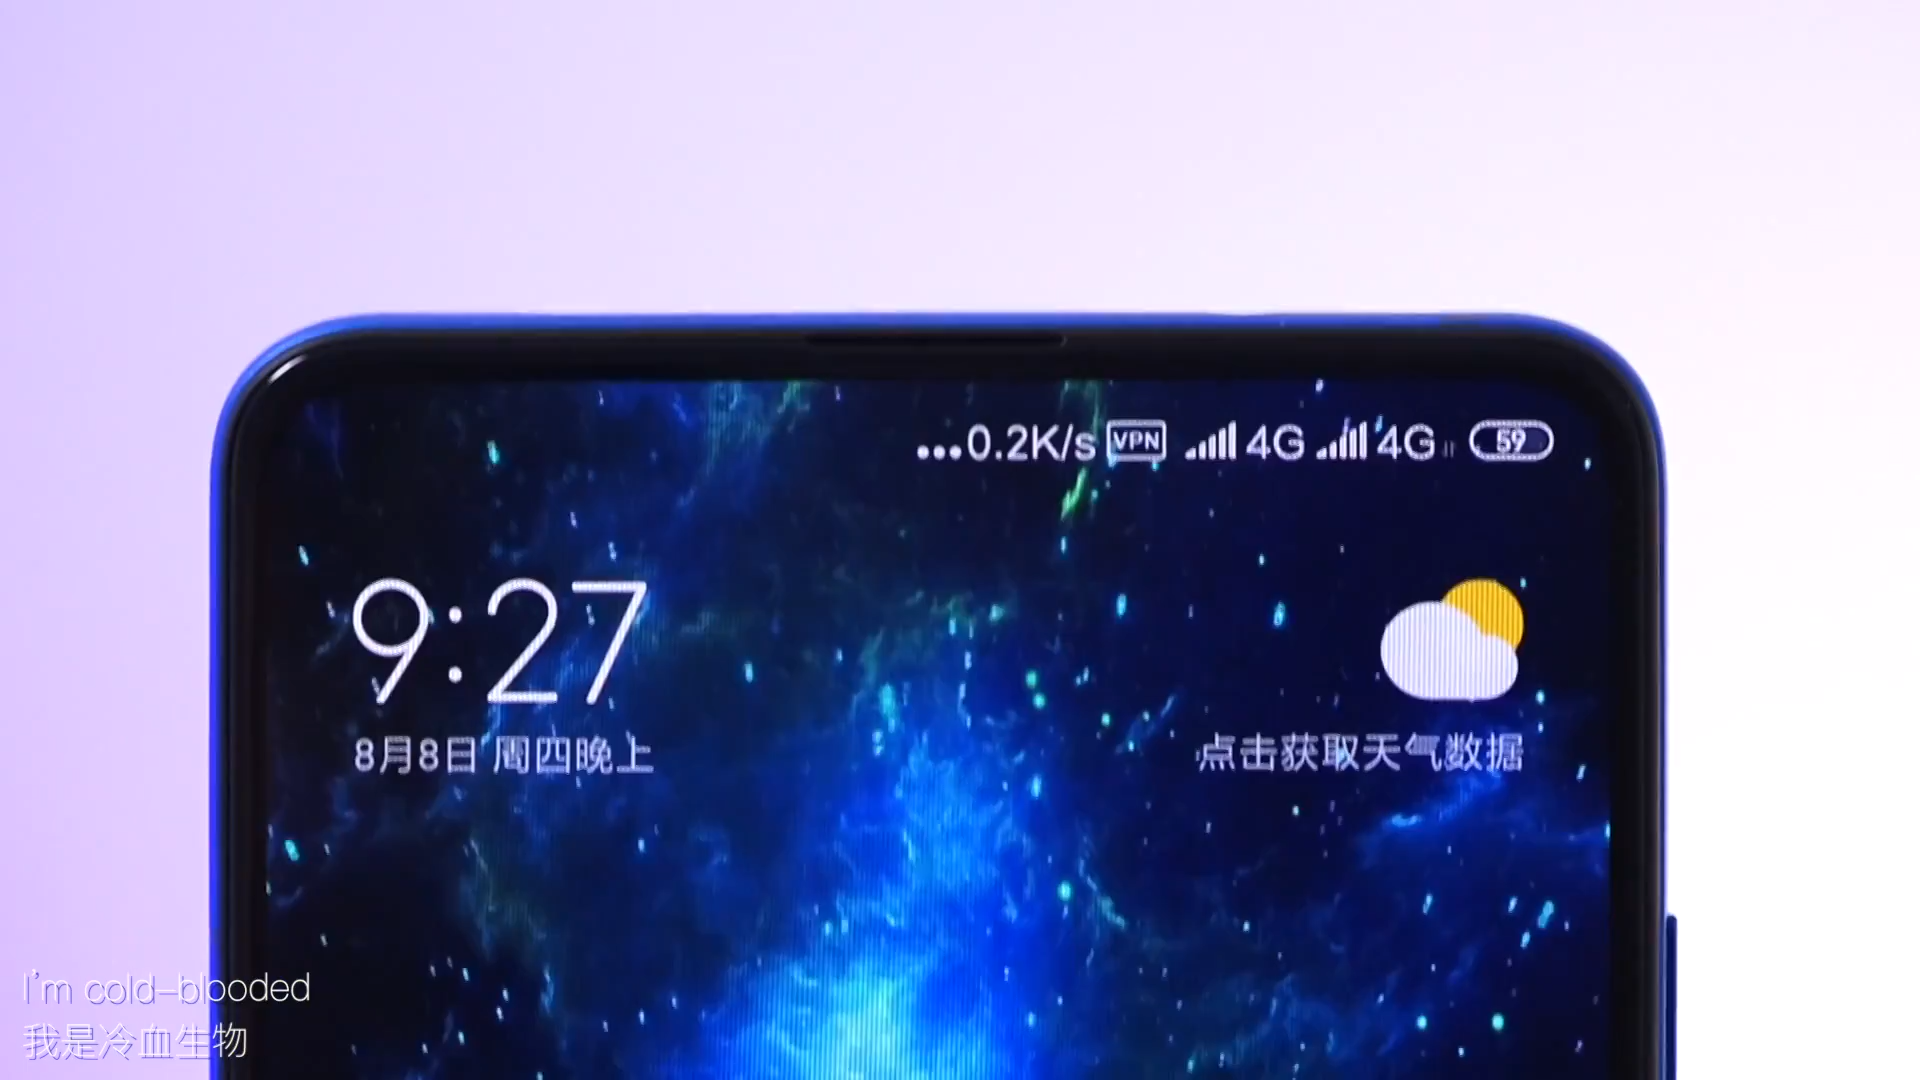 ...0.2K/s VPN 4G 4G 59
9:27
8月8日 周四晚上
点击获取天气数据
I'm cold-blooded
我是冷血生物